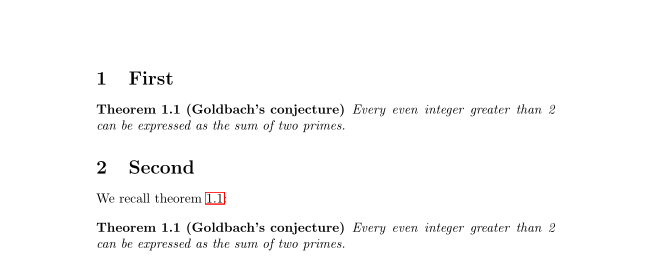 1 First
Theorem 1.1 (Goldbach's conjecture) Every even integer greater than 2
can be expressed as the sum of two primes.
2 Second
We recall theorem 1.1:
Theorem 1.1 (Goldbach's conjecture) Every even integer greater than 2
can be expressed as the sum of two primes.